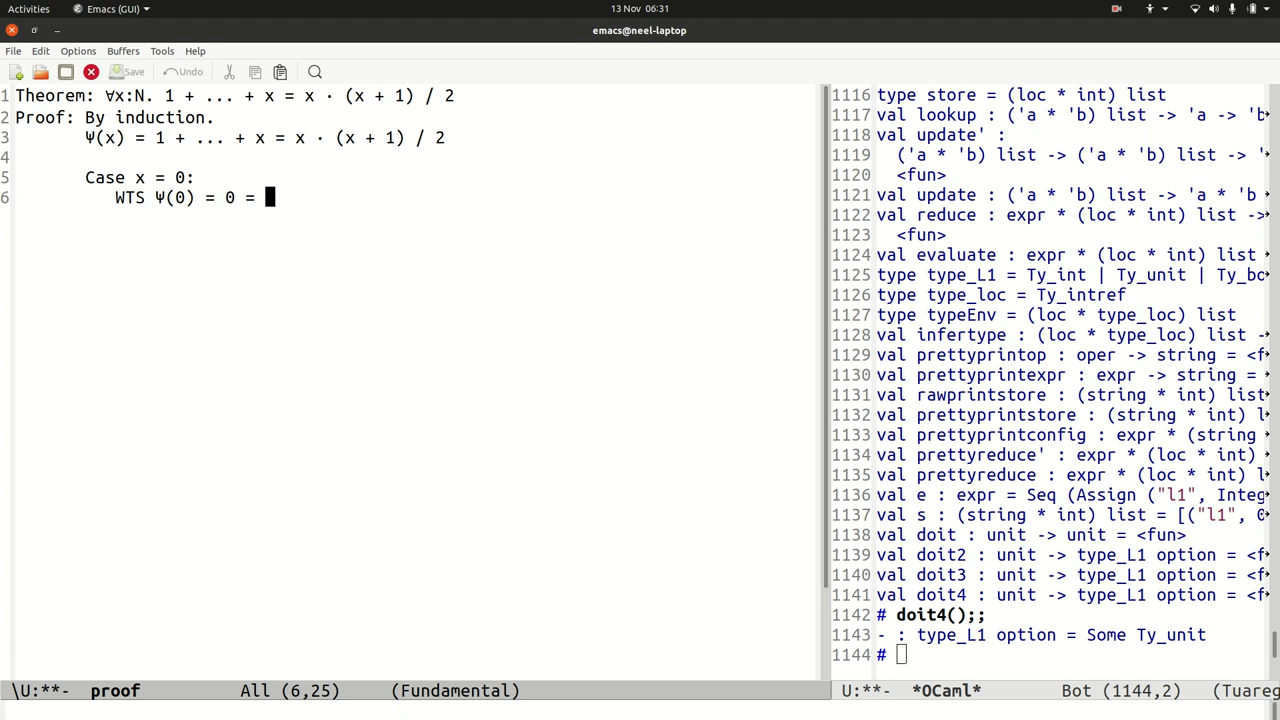 Activities Emacs (GUI) 13 Nov 06:31
emacs@neel-laptop
File Edit Options Buffers Tools Help
Save Undo
1 Theorem: ∀x:N. 1 + ... + x = x · (x + 1) / 2
2 Proof: By induction.
3 Ψ(x) = 1 + ... + x = x · (x + 1) / 2
4
5 Case x = 0:
6 WTS Ψ(0) = 0 =
\U:**- proof All (6,25) (Fundamental)
1116 type store = (loc * int) list
1117 val lookup : ('a * 'b) list -> 'a -> 'b
1118 val update' :
1119 ('a * 'b) list -> ('a * 'b) list -> 'a
1120 <fun>
1121 val update : ('a * 'b) list -> 'a * 'b
1122 val reduce : expr * (loc * int) list ->
1123 <fun>
1124 val evaluate : expr * (loc * int) list
1125 type type_L1 = Ty_int | Ty_unit | Ty_bo
1126 type type_loc = Ty_intref
1127 type typeEnv = (loc * type_loc) list
1128 val infertype : (loc * type_loc) list -
1129 val prettyprintop : oper -> string = <f
1130 val prettyprintexpr : expr -> string =
1131 val rawprintstore : (string * int) list
1132 val prettyprintstore : (string * int) l
1133 val prettyprintconfig : expr * (string
1134 val prettyreduce' : expr * (loc * int)
1135 val prettyreduce : expr * (loc * int) l
1136 val e : expr = Seq (Assign ("l1", Integ
1137 val s : (string * int) list = [("l1", 0
1138 val doit : unit -> unit = <fun>
1139 val doit2 : unit -> type_L1 option = <f
1140 val doit3 : unit -> type_L1 option = <f
1141 val doit4 : unit -> type_L1 option = <f
1142 # doit4();;
1143 - : type_L1 option = Some Ty_unit
1144 #
U:**- *OCaml* Bot (1144,2) (Tuareg